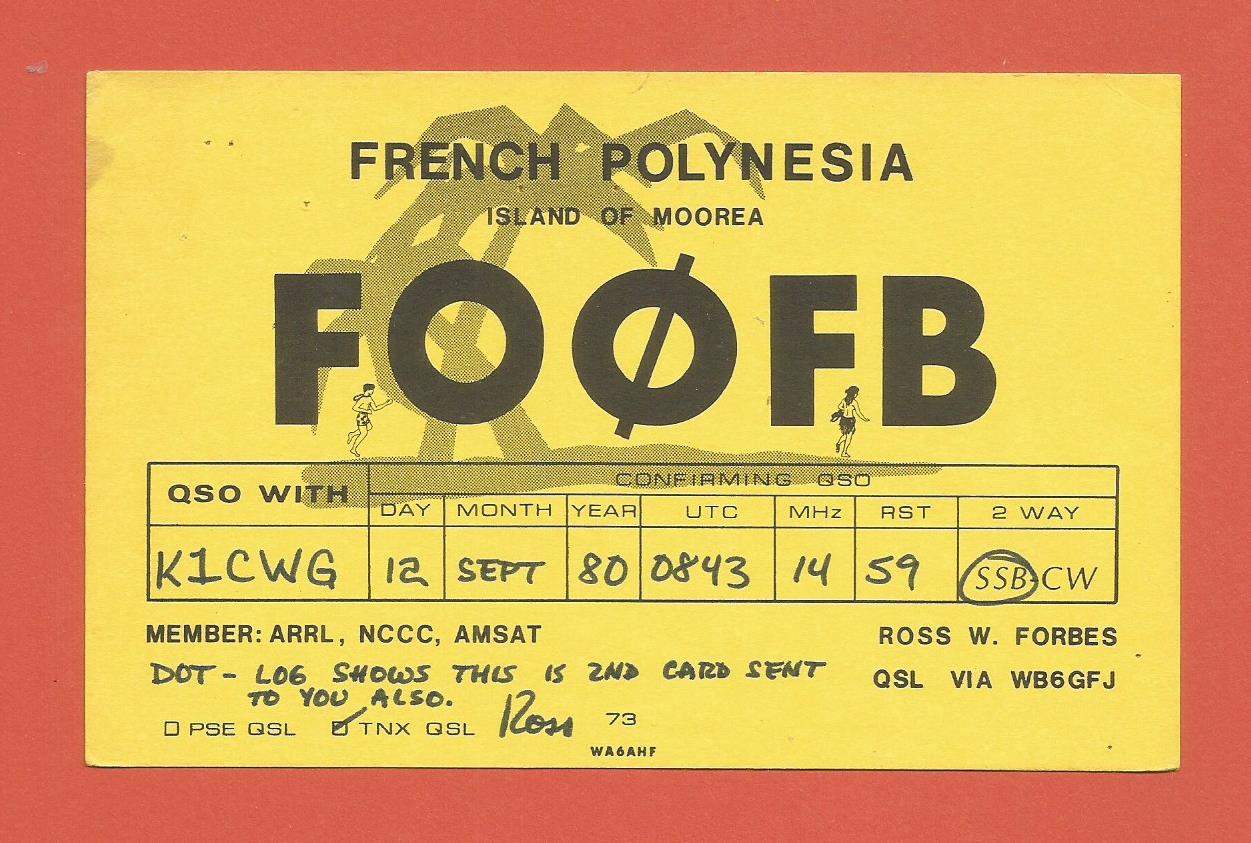 FRENCH POLYNESIA
ISLAND OF MOOREA
FOØFB
QSO WITH CONFIRMING QSO
DAY MONTH YEAR UTC MHz RST 2 WAY
K1CWG 12 SEPT 80 0843 14 59 SSB-CW
MEMBER: ARRL, NCCC, AMSAT ROSS W. FORBES
DOT - LOG SHOWS THIS IS 2ND CARD SENT QSL VIA WB6GFJ
TO YOU ALSO.
PSE QSL TNX QSL Ross 73
WA6AHF